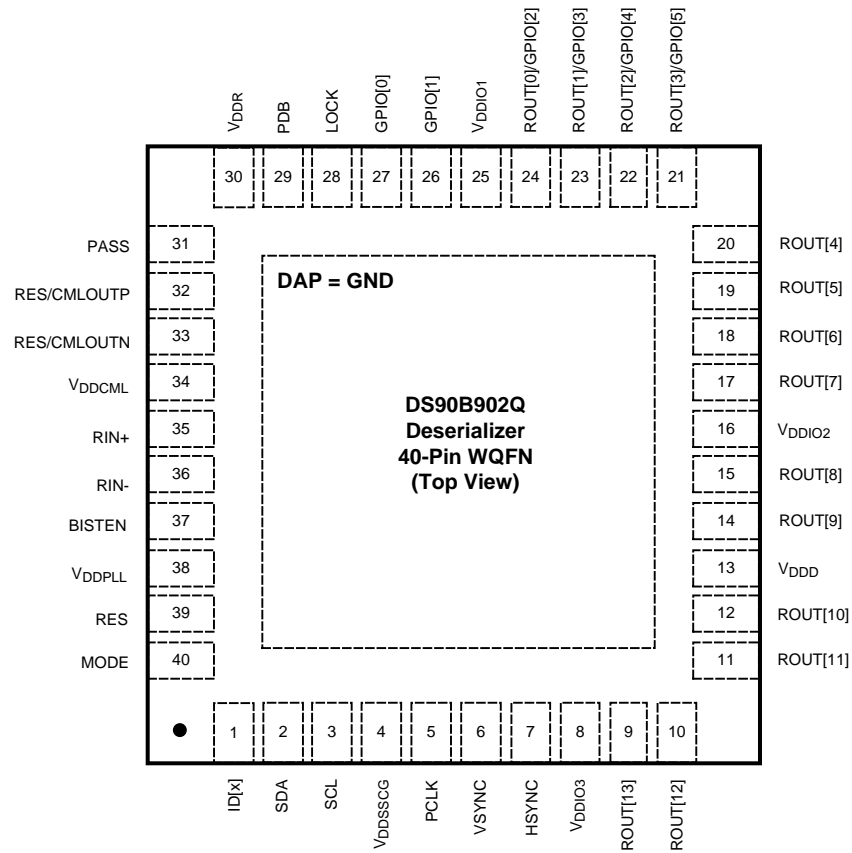 VDDR
PDB
LOCK
GPIO[0]
GPIO[1]
VDDIO1
ROUT[0]/GPIO[2]
ROUT[1]/GPIO[3]
ROUT[2]/GPIO[4]
ROUT[3]/GPIO[5]
30
29
28
27
26
25
24
23
22
21
PASS
31
RES/CMLOUTP
32
RES/CMLOUTN
33
VDDCML
34
RIN+
35
RIN-
36
BISTEN
37
VDDPLL
38
RES
39
MODE
40
DAP = GND
DS90B902Q
Deserializer
40-Pin WQFN
(Top View)
20
ROUT[4]
19
ROUT[5]
18
ROUT[6]
17
ROUT[7]
16
VDDIO2
15
ROUT[8]
14
ROUT[9]
13
VDDD
12
ROUT[10]
11
ROUT[11]
1
2
3
4
5
6
7
8
9
10
ID[x]
SDA
SCL
VDDSSCG
PCLK
VSYNC
HSYNC
VDDIO3
ROUT[13]
ROUT[12]